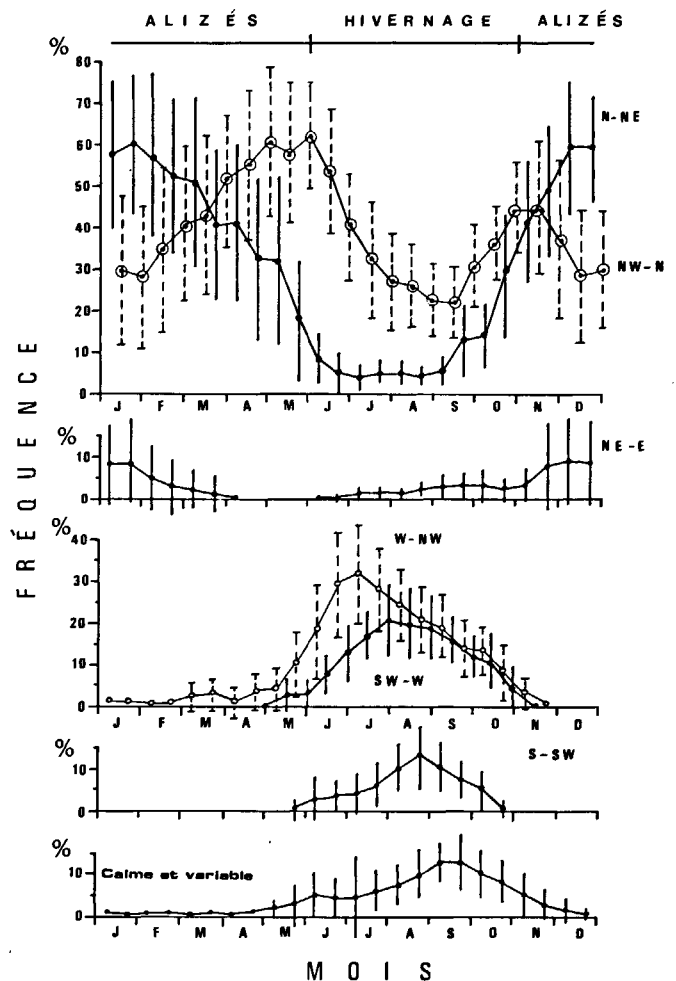 ALIZÉS HIVERNAGE ALIZÉS
%
80
70
60
50
40
30
20
10
0
N-NE
NW-N
J F M A M J J A S O N D
%
10
0
NE-E
J F M A M J J A S O N D
%
40
30
20
10
0
W-NW
SW-W
J F M A M J J A S O N D
%
10
0
S-SW
J F M A M J J A S O N D
%
10
0
Calme et variable
J F M A M J J A S O N D
FRÉQUENCE
MOIS